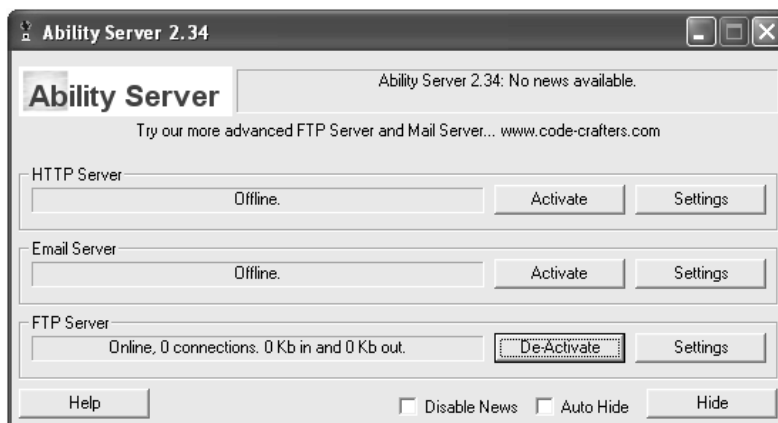 Ability Server 2.34
Ability Server
Ability Server 2.34: No news available.
Try our more advanced FTP Server and Mail Server... www.code-crafters.com
HTTP Server
Offline. Activate Settings
Email Server
Offline. Activate Settings
FTP Server
Online, 0 connections. 0 Kb in and 0 Kb out. De-Activate Settings
Help Disable News Auto Hide Hide